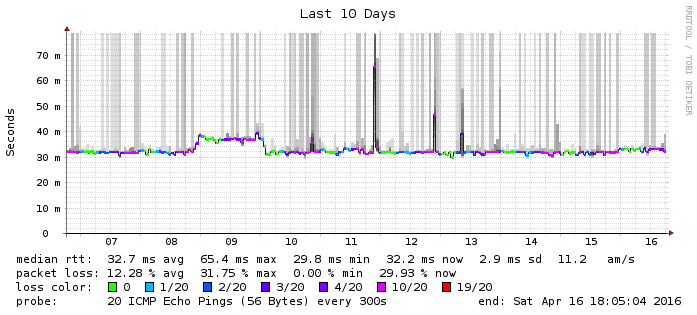 Last 10 Days
RRDTOOL / TOBI OETIKER
Seconds
70 m
60 m
50 m
40 m
30 m
20 m
10 m
0
07 08 09 10 11 12 13 14 15 16
median rtt: 32.7 ms avg 65.4 ms max 29.8 ms min 32.2 ms now 2.9 ms sd 11.2 am/s
packet loss: 12.28 % avg 31.75 % max 0.00 % min 29.93 % now
loss color: 0 1/20 2/20 3/20 4/20 10/20 19/20
probe: 20 ICMP Echo Pings (56 Bytes) every 300s end: Sat Apr 16 18:05:04 2016